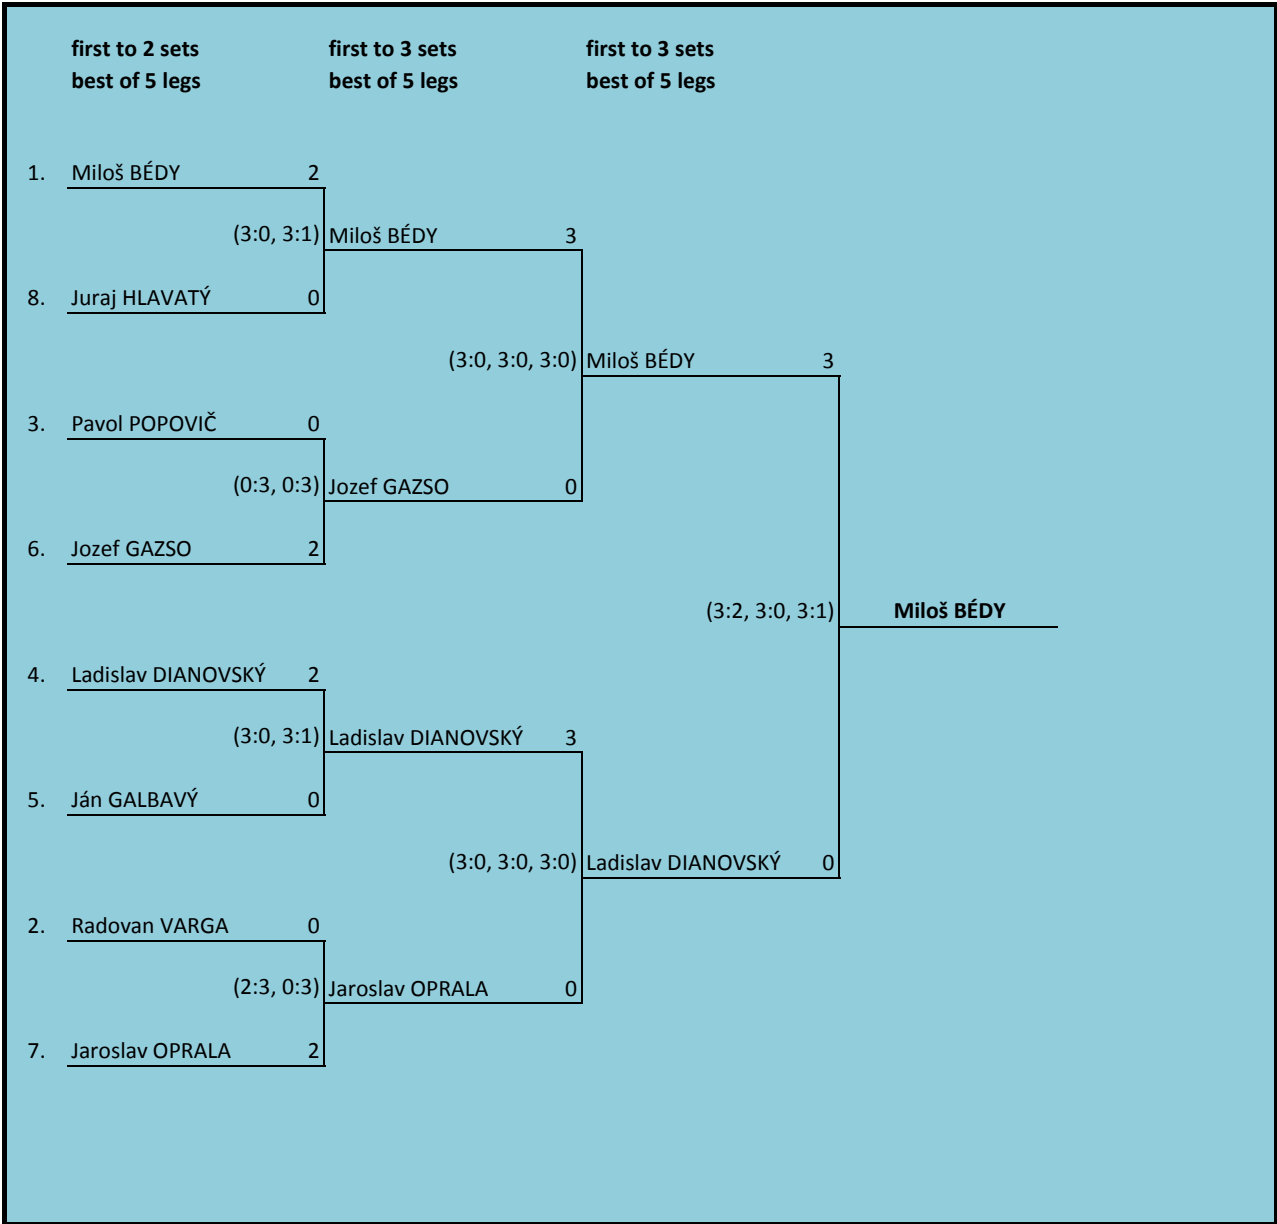 first to 2 sets first to 3 sets first to 3 sets
best of 5 legs best of 5 legs best of 5 legs
1. Miloš BÉDY 2
(3:0, 3:1) Miloš BÉDY 3
8. Juraj HLAVATÝ 0
(3:0, 3:0, 3:0) Miloš BÉDY 3
3. Pavol POPOVIČ 0
(0:3, 0:3) Jozef GAZSO 0
6. Jozef GAZSO 2
(3:2, 3:0, 3:1) Miloš BÉDY
4. Ladislav DIANOVSKÝ 2
(3:0, 3:1) Ladislav DIANOVSKÝ 3
5. Ján GALBAVÝ 0
(3:0, 3:0, 3:0) Ladislav DIANOVSKÝ 0
2. Radovan VARGA 0
(2:3, 0:3) Jaroslav OPRALA 0
7. Jaroslav OPRALA 2